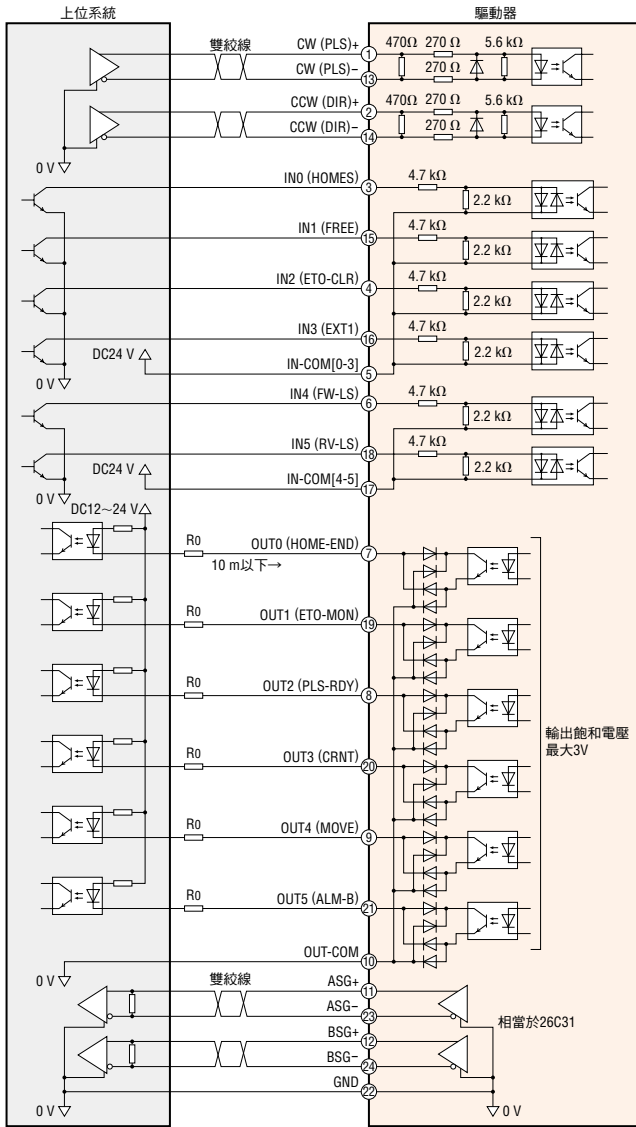 上位系統
驅動器
雙絞線
CW (PLS)+
1
470Ω
270 Ω
5.6 kΩ
CW (PLS)−
13
270 Ω
CCW (DIR)+
2
470Ω
270 Ω
5.6 kΩ
CCW (DIR)−
14
270 Ω
0 V
IN0 (HOMES)
3
4.7 kΩ
2.2 kΩ
IN1 (FREE)
15
4.7 kΩ
2.2 kΩ
IN2 (ETO-CLR)
4
4.7 kΩ
2.2 kΩ
IN3 (EXT1)
16
4.7 kΩ
2.2 kΩ
DC24 V
IN-COM[0-3]
5
0 V
IN4 (FW-LS)
6
4.7 kΩ
2.2 kΩ
IN5 (RV-LS)
18
4.7 kΩ
2.2 kΩ
DC24 V
IN-COM[4-5]
17
0 V
DC12~24 V
R0
OUT0 (HOME-END)
7
10 m以下→
R0
OUT1 (ETO-MON)
19
R0
OUT2 (PLS-RDY)
8
輸出飽和電壓
最大3V
R0
OUT3 (CRNT)
20
R0
OUT4 (MOVE)
9
R0
OUT5 (ALM-B)
21
OUT-COM
10
0 V
雙絞線
ASG+
11
ASG−
23
相當於26C31
BSG+
12
BSG−
24
GND
22
0 V
0 V